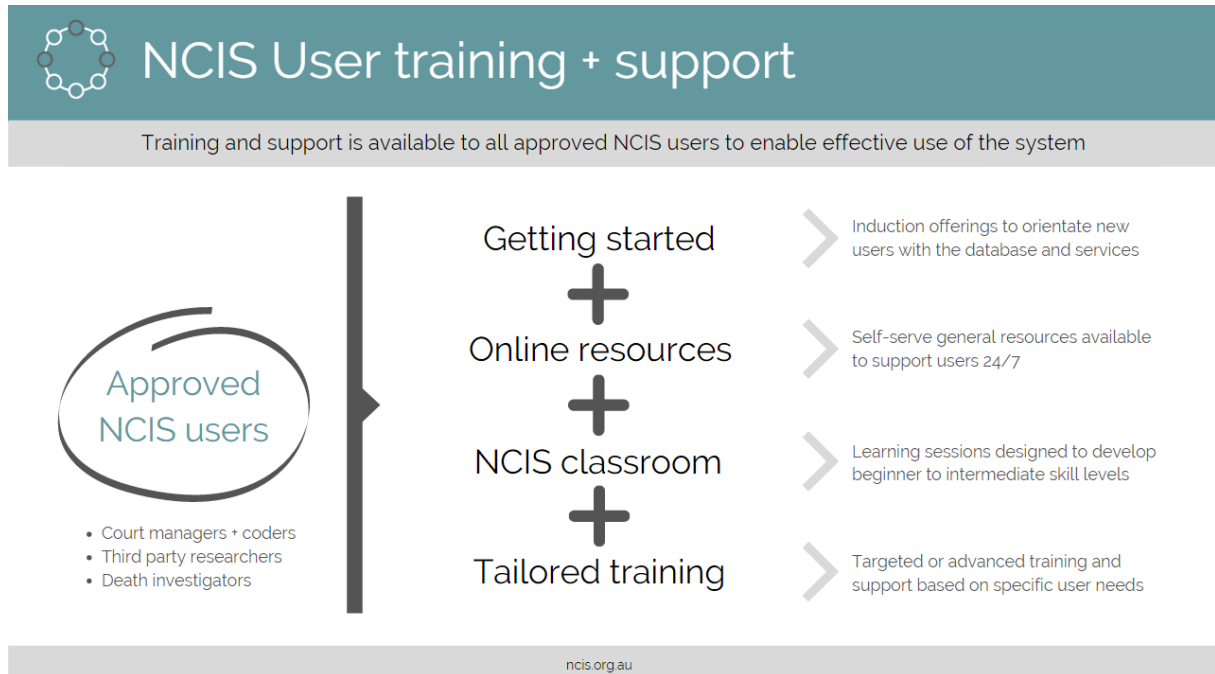 NCIS User training + support
Training and support is available to all approved NCIS users to enable effective use of the system
Approved
NCIS users
• Court managers + coders
• Third party researchers
• Death investigators
Getting started
Induction offerings to orientate new
users with the database and services
+
Online resources
Self-serve general resources available
to support users 24/7
+
NCIS classroom
Learning sessions designed to develop
beginner to intermediate skill levels
+
Tailored training
Targeted or advanced training and
support based on specific user needs
ncis.org.au